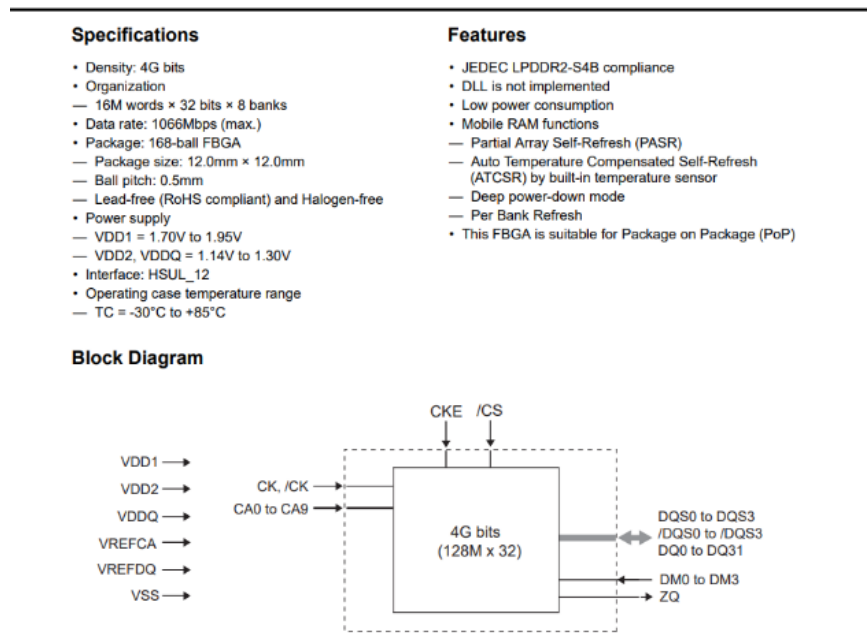 Specifications
• Density: 4G bits
• Organization
— 16M words × 32 bits × 8 banks
• Data rate: 1066Mbps (max.)
• Package: 168-ball FBGA
— Package size: 12.0mm × 12.0mm
— Ball pitch: 0.5mm
— Lead-free (RoHS compliant) and Halogen-free
• Power supply
— VDD1 = 1.70V to 1.95V
— VDD2, VDDQ = 1.14V to 1.30V
• Interface: HSUL_12
• Operating case temperature range
— TC = -30°C to +85°C
Features
• JEDEC LPDDR2-S4B compliance
• DLL is not implemented
• Low power consumption
• Mobile RAM functions
— Partial Array Self-Refresh (PASR)
— Auto Temperature Compensated Self-Refresh
(ATCSR) by built-in temperature sensor
— Deep power-down mode
— Per Bank Refresh
• This FBGA is suitable for Package on Package (PoP)
Block Diagram
CKE /CS
VDD1
VDD2
VDDQ
VREFCA
VREFDQ
VSS
CK, /CK
CA0 to CA9
4G bits
(128M x 32)
DQS0 to DQS3
/DQS0 to /DQS3
DQ0 to DQ31
DM0 to DM3
ZQ